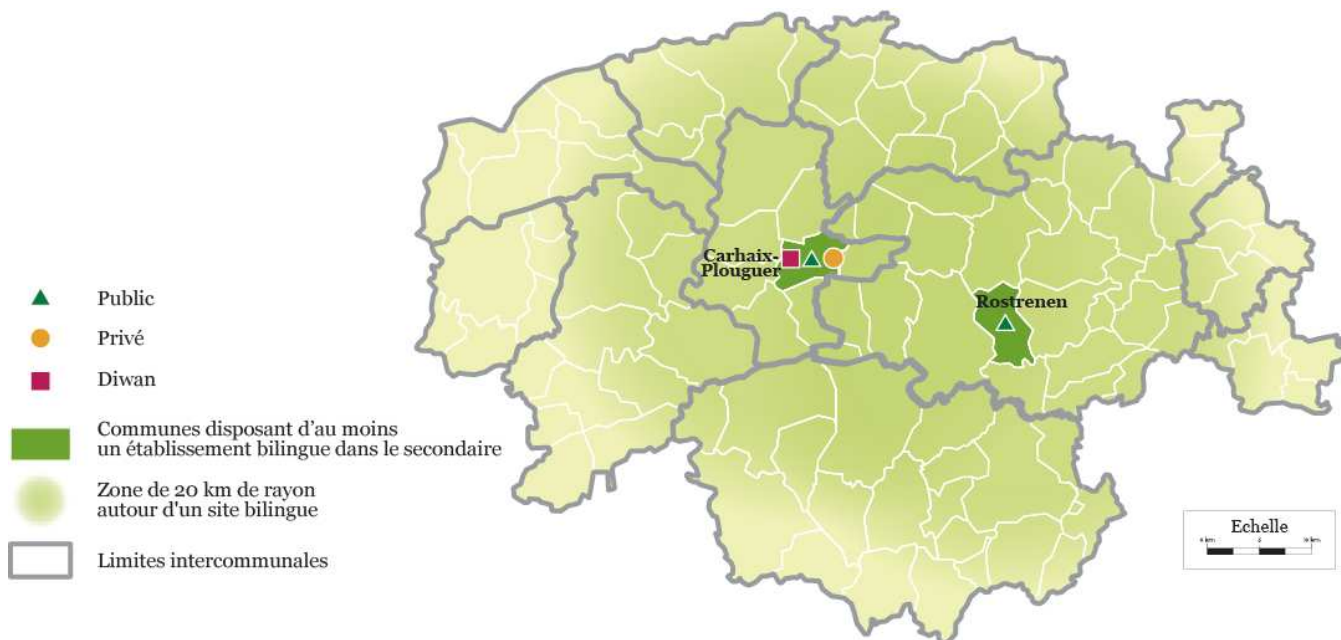 Carhaix-
Plouguer
Rostrenen
Public
Privé
Diwan
Communes disposant d'au moins
un établissement bilingue dans le secondaire
Zone de 20 km de rayon
autour d'un site bilingue
Limites intercommunales
Echelle